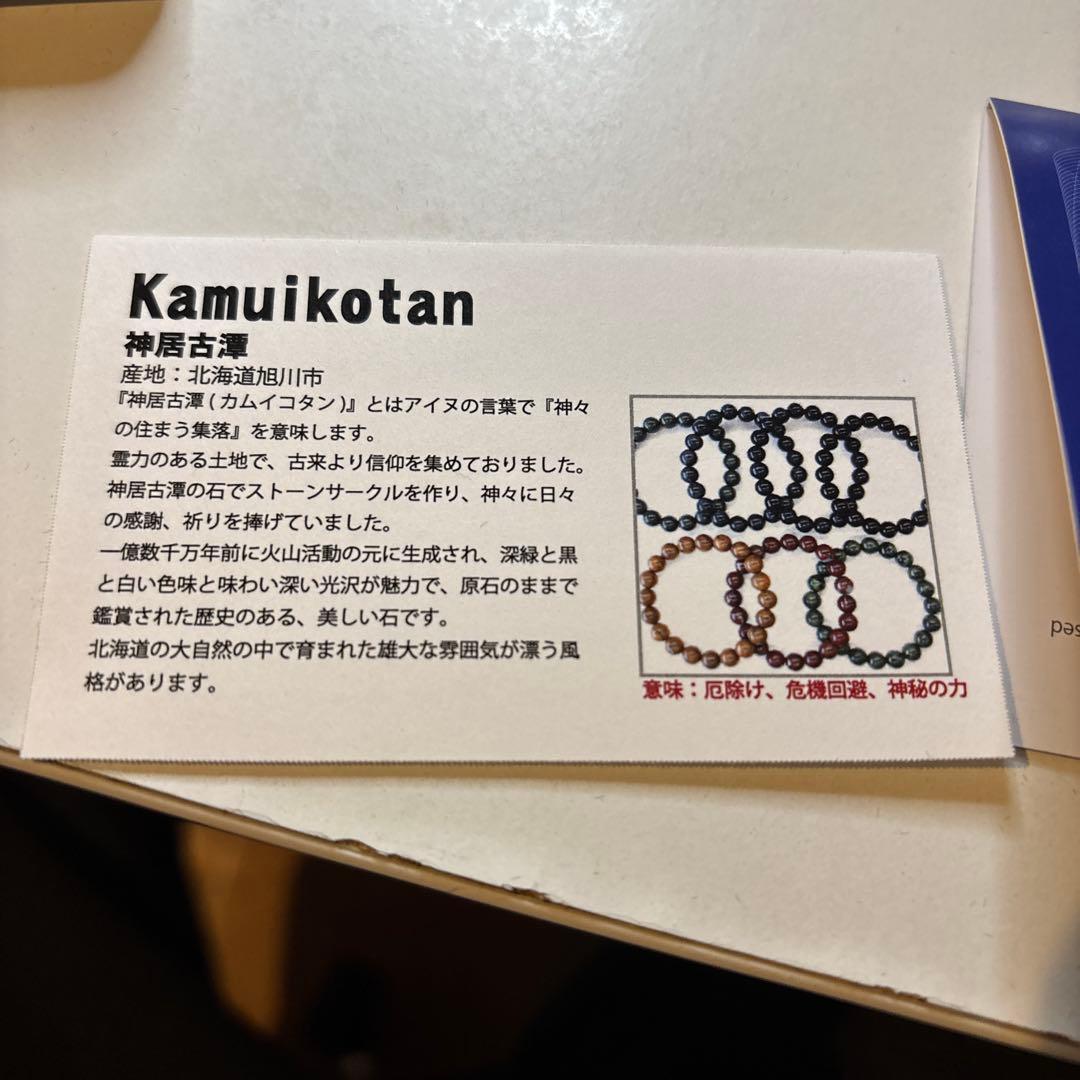 Kamuikotan
神居古潭
産地：北海道旭川市
『神居古潭(カムイコタン)』とはアイヌの言葉で『神々
の住まう集落』を意味します。
霊力のある土地で、古来より信仰を集めておりました。
神居古潭の石でストーンサークルを作り、神々に日々
の感謝、祈りを捧げていました。
一億数千万年前に火山活動の元に生成され、深緑と黒
と白い色味と味わい深い光沢が魅力で、原石のままで
鑑賞された歴史のある、美しい石です。
北海道の大自然の中で育まれた雄大な雰囲気が漂う風
格があります。
意味：厄除け、危機回避、神秘の力